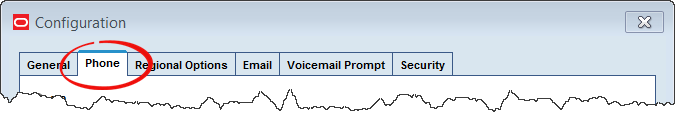 Configuration
General Phone Regional Options Email Voicemail Prompt Security